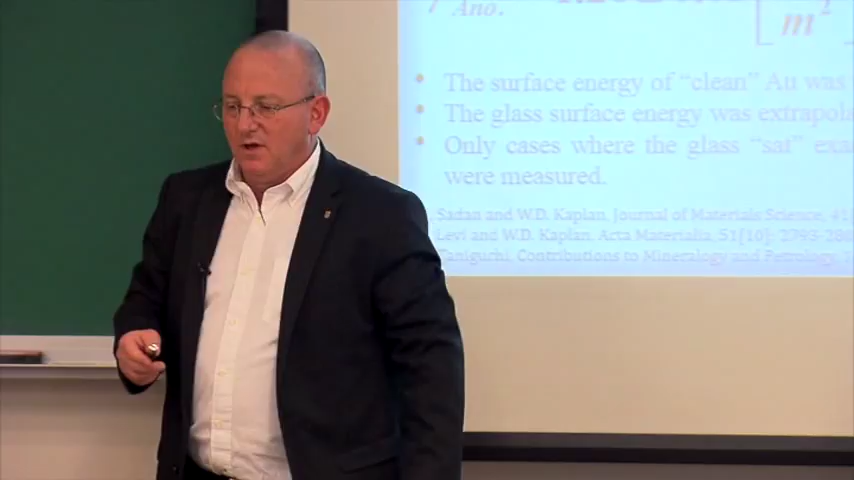 Ano.
m²
The surface energy of “clean” Au was
The glass surface energy was extrapola
Only cases where the glass “sat” exa
were measured.
Sadan and W.D. Kaplan, Journal of Materials Science, 41[
Levi and W.D. Kaplan, Acta Materialia, 51[10]: 2793-280
Taniguchi, Contributions to Mineralogy and Petrology,